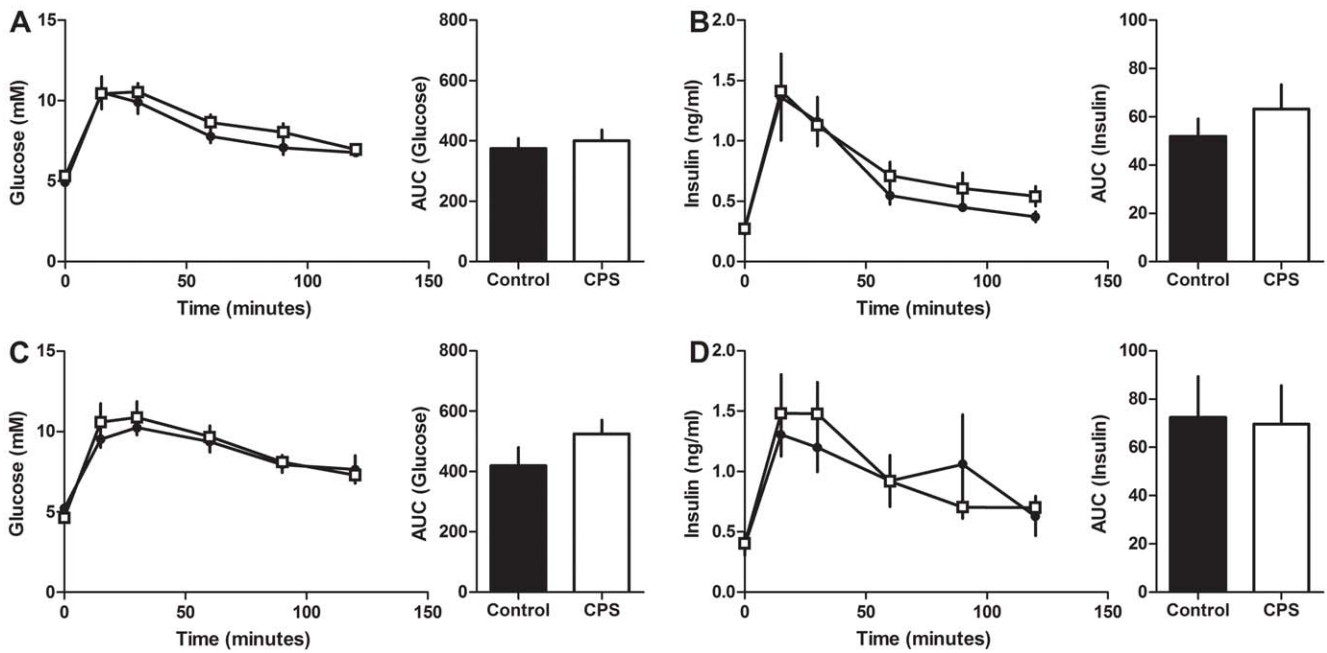 A
Glucose (mM)
15
10
5
0
0 50 100 150
Time (minutes)
AUC (Glucose)
800
600
400
200
0
Control CPS
B
Insulin (ng/ml)
2.0
1.5
1.0
0.5
0.0
0 50 100 150
Time (minutes)
AUC (Insulin)
100
80
60
40
20
0
Control CPS
C
Glucose (mM)
15
10
5
0
0 50 100 150
Time (minutes)
AUC (Glucose)
800
600
400
200
0
Control CPS
D
Insulin (ng/ml)
2.0
1.5
1.0
0.5
0.0
0 50 100 150
Time (minutes)
AUC (Insulin)
100
80
60
40
20
0
Control CPS